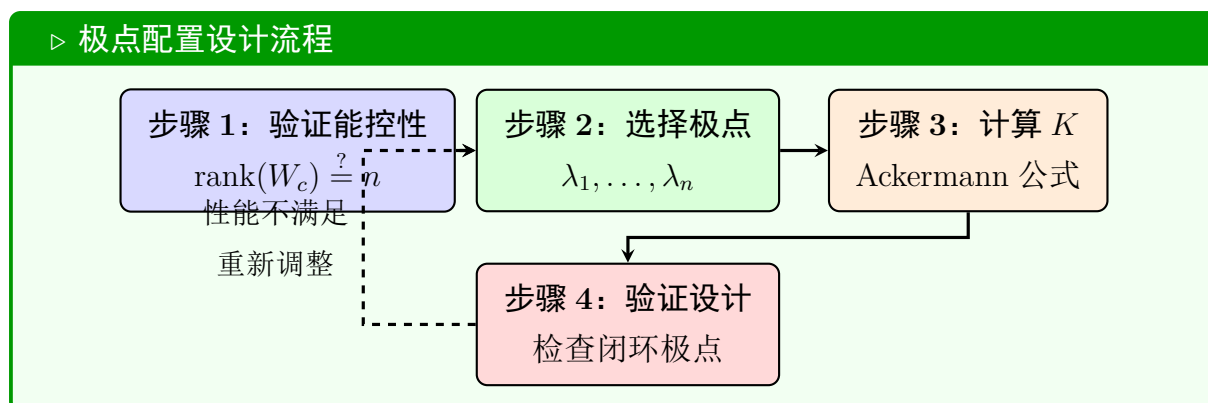 ▷ 极点配置设计流程
步骤 1：验证能控性
rank(W_c) ≟ n
步骤 2：选择极点
λ_1, . . . , λ_n
步骤 3：计算 K
Ackermann 公式
性能不满足
重新调整
步骤 4：验证设计
检查闭环极点